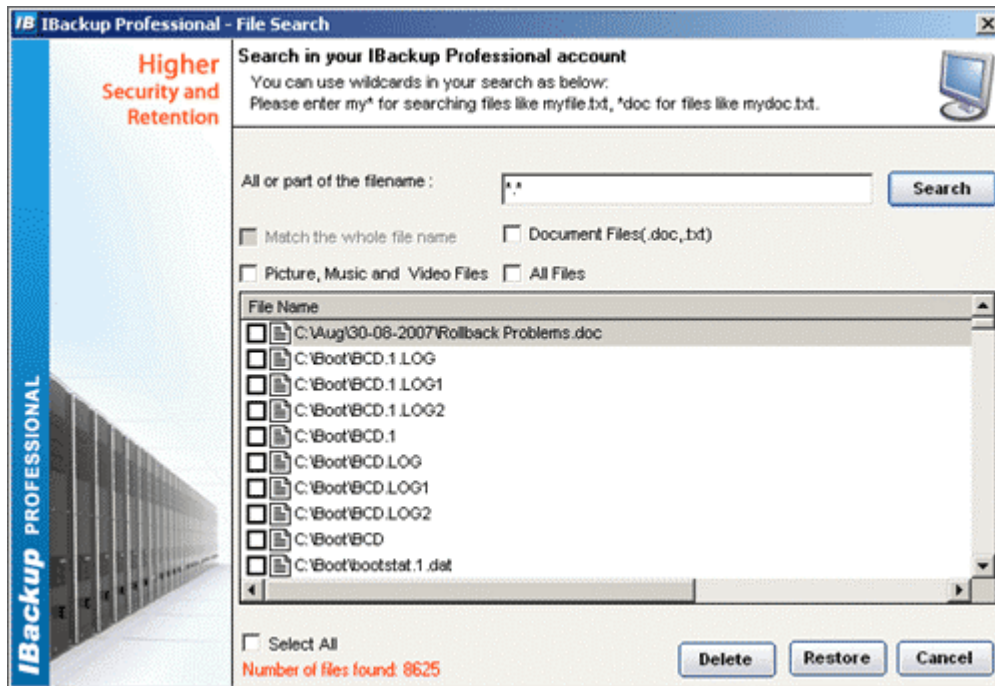 IB IBackup Professional - File Search
Higher
Security and
Retention
IBackup PROFESSIONAL
Search in your IBackup Professional account
You can use wildcards in your search as below:
Please enter my* for searching files like myfile.txt, *doc for files like mydoc.txt.
All or part of the filename :
*.*
Search
Match the whole file name
Document Files(.doc,.txt)
Picture, Music and Video Files
All Files
File Name
C:\Aug\30-08-2007\Rollback Problems.doc
C:\Boot\BCD.1.LOG
C:\Boot\BCD.1.LOG1
C:\Boot\BCD.1.LOG2
C:\Boot\BCD.1
C:\Boot\BCD.LOG
C:\Boot\BCD.LOG1
C:\Boot\BCD.LOG2
C:\Boot\BCD
C:\Boot\bootstat.1.dat
Select All
Number of files found: 8625
Delete
Restore
Cancel